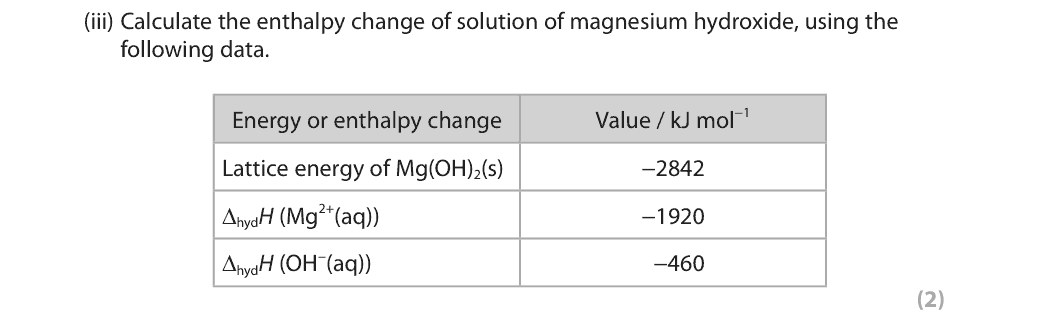 (iii) Calculate the enthalpy change of solution of magnesium hydroxide, using the
following data.
Energy or enthalpy change Value / kJ mol⁻¹
Lattice energy of Mg(OH)₂(s) −2842
ΔhydH (Mg²⁺(aq)) −1920
ΔhydH (OH⁻(aq)) −460
(2)